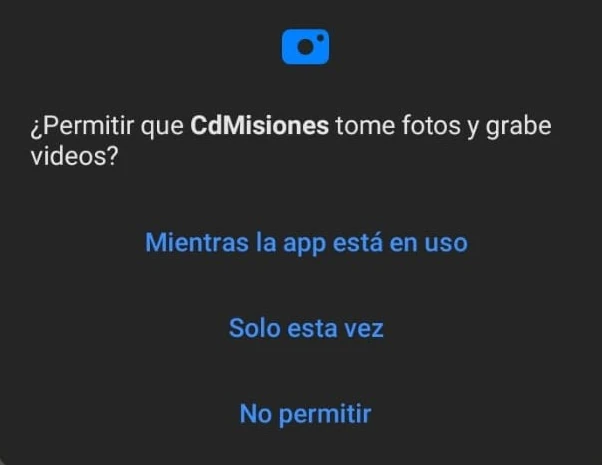 ¿Permitir que CdMisiones tome fotos y grabe
videos?
Mientras la app está en uso
Solo esta vez
No permitir